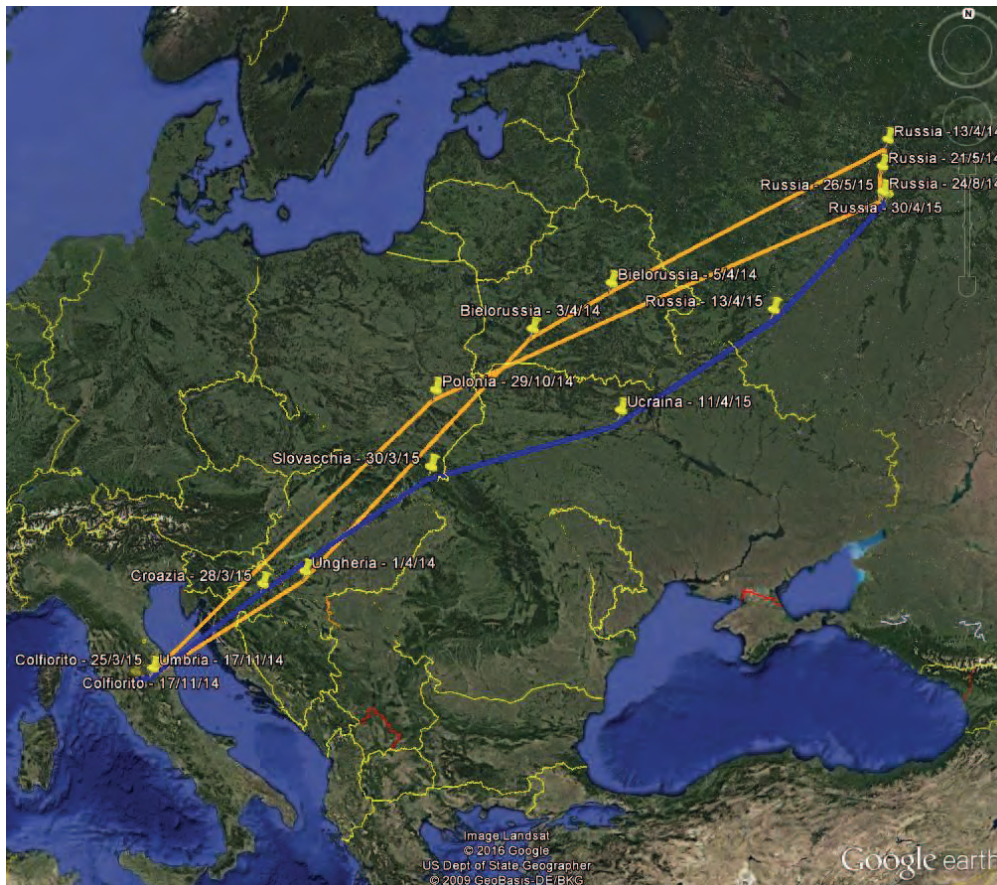 N
Russia - 13/4/14
Russia - 21/5/14
Russia - 26/5/15
Russia - 24/8/14
Russia - 30/4/15
Bielorussia - 5/4/14
Russia - 13/4/15
Bielorussia - 3/4/14
Polonia - 29/10/14
Ucraina - 11/4/15
Slovacchia - 30/3/15
Ungheria - 1/4/14
Croazia - 28/3/15
Colfiorito - 25/3/15
Umbria - 17/11/14
Colfiorito - 17/11/14
Image Landsat
© 2016 Google
US Dept of State Geographer
© 2009 GeoBasis-DE/BKG
Google earth